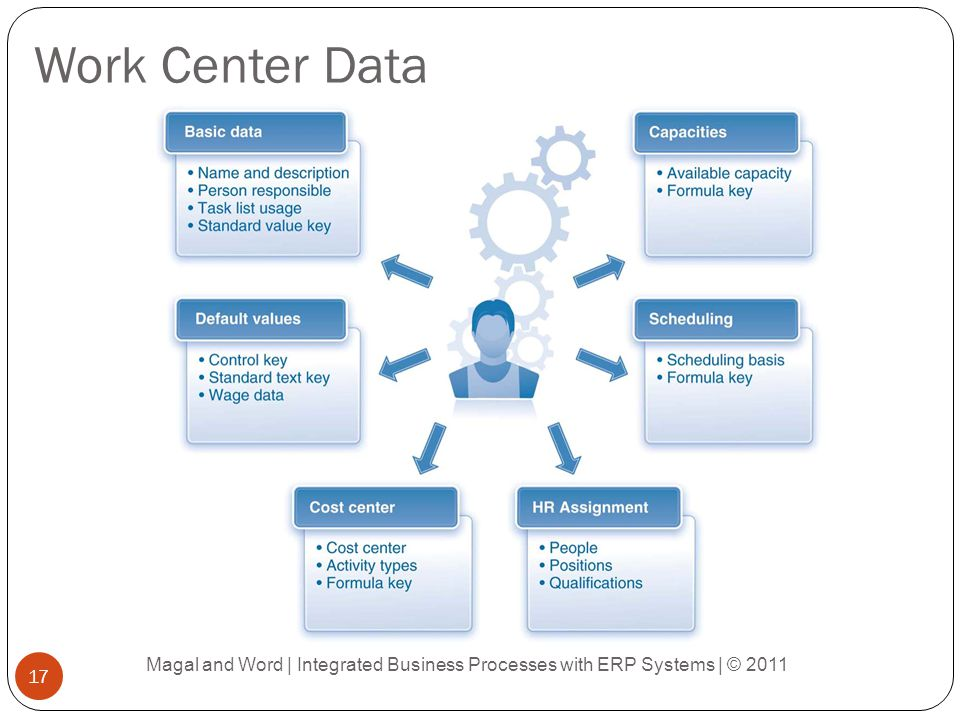 Work Center Data
Basic data
• Name and description
• Person responsible
• Task list usage
• Standard value key
Capacities
• Available capacity
• Formula key
Default values
• Control key
• Standard text key
• Wage data
Scheduling
• Scheduling basis
• Formula key
Cost center
• Cost center
• Activity types
• Formula key
HR Assignment
• People
• Positions
• Qualifications
17
Magal and Word | Integrated Business Processes with ERP Systems | © 2011